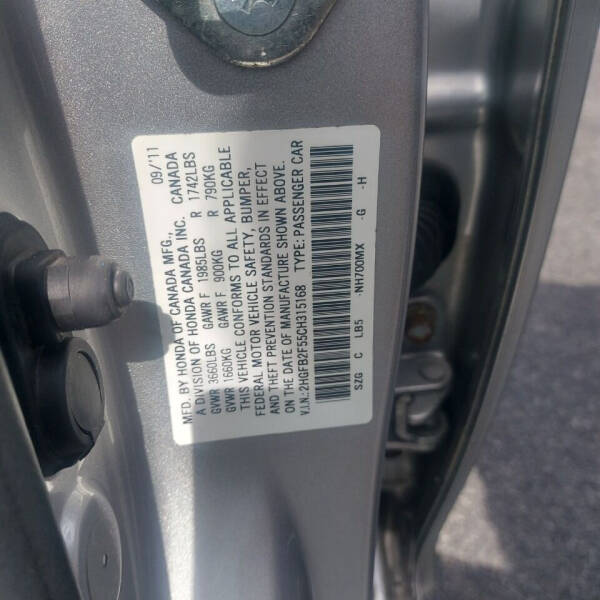 MFD. BY HONDA OF CANADA MFG., 09/'11
A DIVISION OF HONDA CANADA INC. CANADA
GVWR 3660LBS GAWR F 1985LBS R 1742LBS
GVWR 1660KG GAWR F 900KG R 790KG
THIS VEHICLE CONFORMS TO ALL APPLICABLE
FEDERAL MOTOR VEHICLE SAFETY, BUMPER,
AND THEFT PREVENTION STANDARDS IN EFFECT
ON THE DATE OF MANUFACTURE SHOWN ABOVE.
V.I.N.: 2HGFB2F55CH315168 TYPE: PASSENGER CAR
SZG C LB5 -NH700MX -G -H